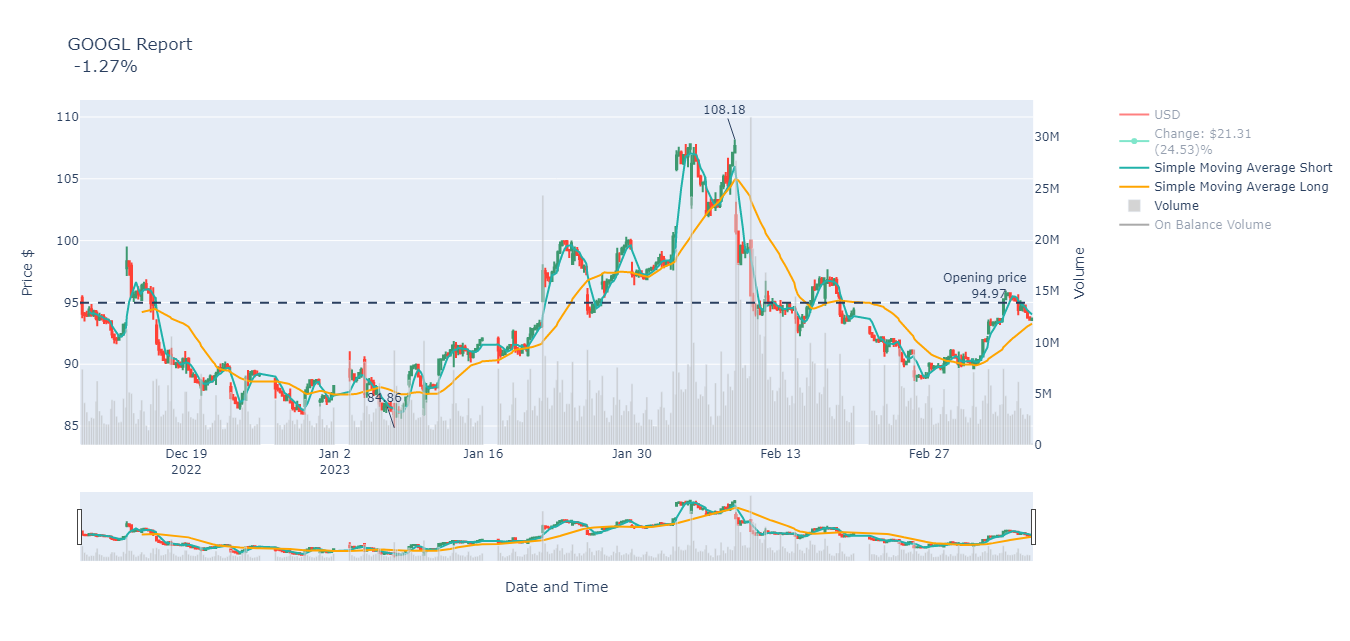 GOOGL Report
-1.27%
110
105
100
95
90
85
Price $
108.18
84.86
Opening price
94.97
30M
25M
20M
15M
10M
5M
0
Volume
Dec 19
2022
Jan 2
2023
Jan 16
Jan 30
Feb 13
Feb 27
Date and Time
USD
Change: $21.31
(24.53)%
Simple Moving Average Short
Simple Moving Average Long
Volume
On Balance Volume